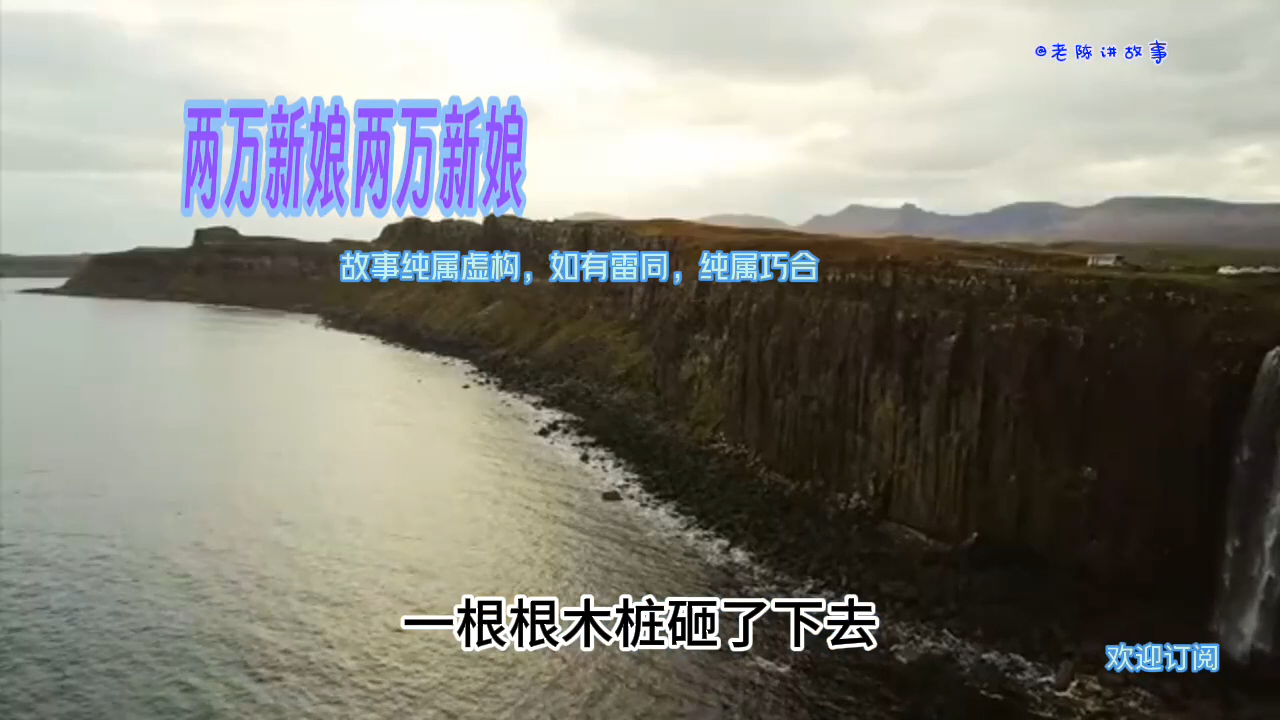 @老陈讲故事
两万新娘 两万新娘
故事纯属虚构，如有雷同，纯属巧合
一根根木桩砸了下去
欢迎订阅